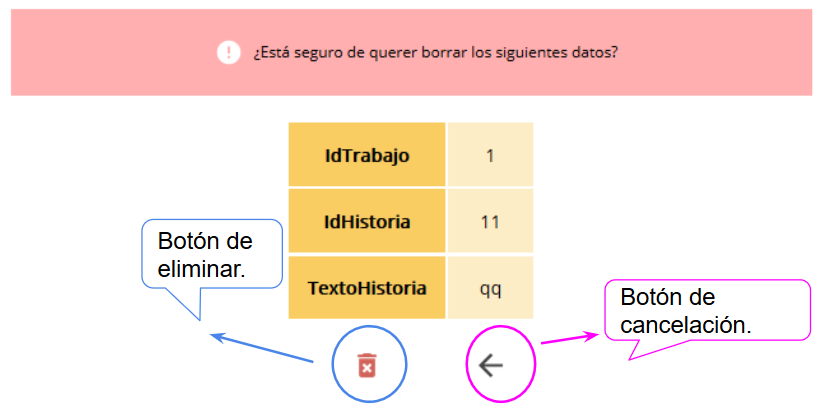 ¿Está seguro de querer borrar los siguientes datos?
IdTrabajo 1
IdHistoria 11
TextoHistoria qq
Botón de
eliminar.
Botón de
cancelación.